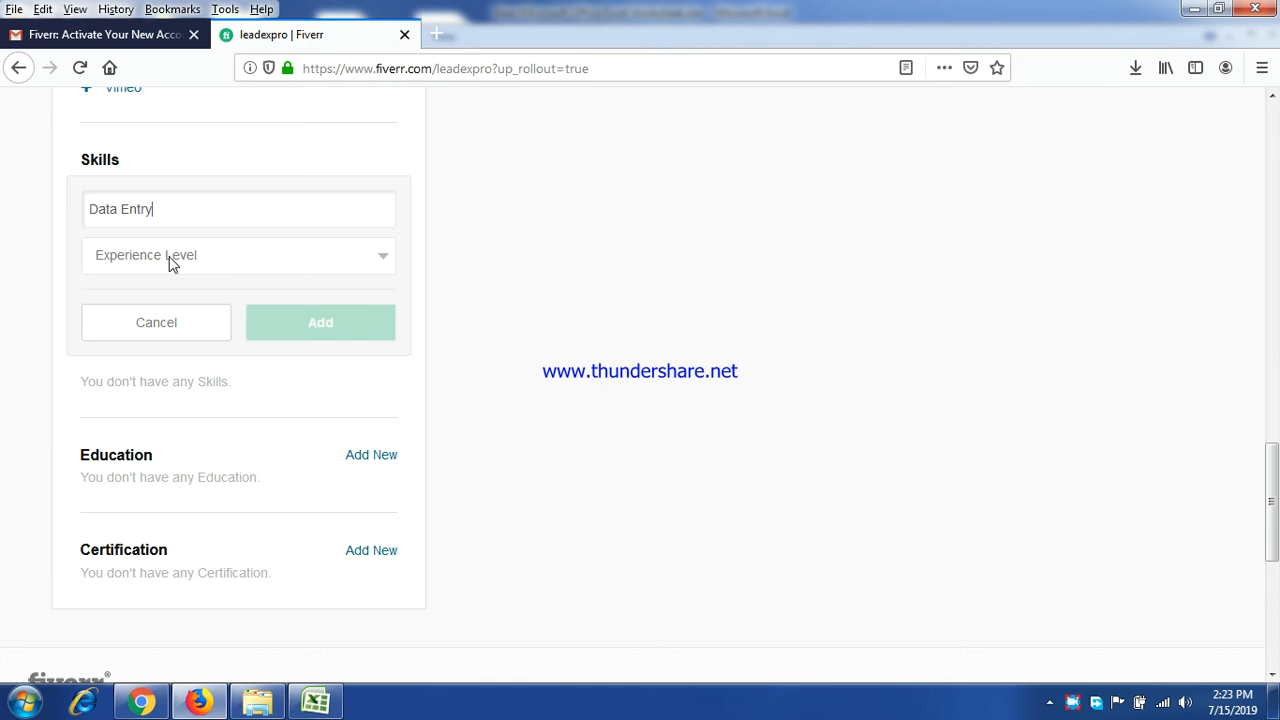 File Edit View History Bookmarks Tools Help
Fiverr: Activate Your New Acco
leadexpro | Fiverr
https://www.fiverr.com/leadexpro?up_rollout=true
+ Vimeo
Skills
Data Entry
Experience Level
Cancel
Add
You don't have any Skills.
www.thundershare.net
Education
Add New
You don't have any Education.
Certification
Add New
You don't have any Certification.
fiverr®
2:23 PM
7/15/2019